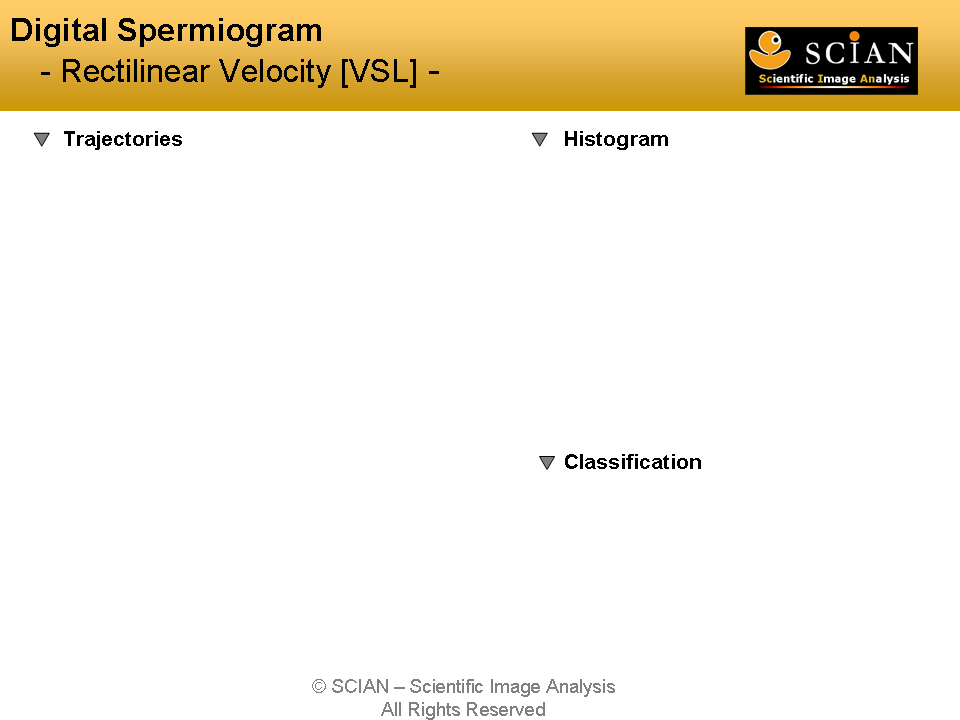 Digital Spermiogram
- Rectilinear Velocity [VSL] -
SCIAN
Scientific Image Analysis
Trajectories
Histogram
Classification
© SCIAN – Scientific Image Analysis
All Rights Reserved